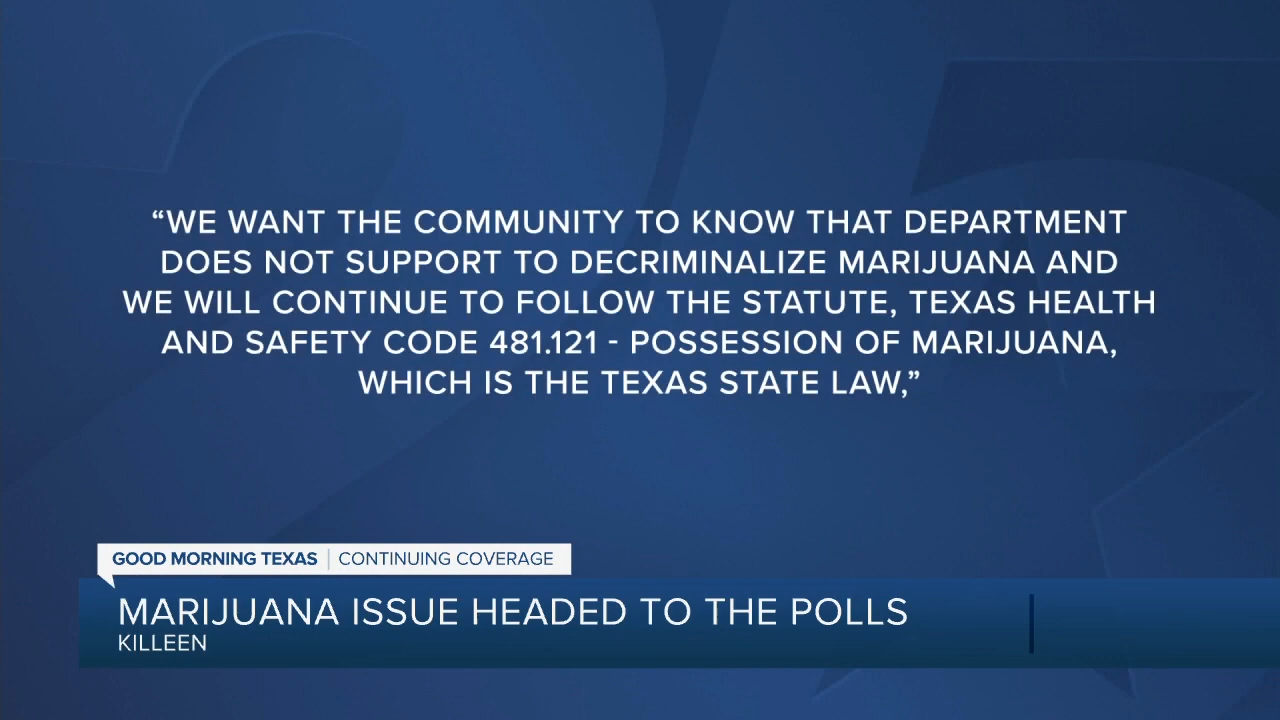 “WE WANT THE COMMUNITY TO KNOW THAT DEPARTMENT
DOES NOT SUPPORT TO DECRIMINALIZE MARIJUANA AND
WE WILL CONTINUE TO FOLLOW THE STATUTE, TEXAS HEALTH
AND SAFETY CODE 481.121 - POSSESSION OF MARIJUANA,
WHICH IS THE TEXAS STATE LAW,”
GOOD MORNING TEXAS | CONTINUING COVERAGE
MARIJUANA ISSUE HEADED TO THE POLLS
KILLEEN